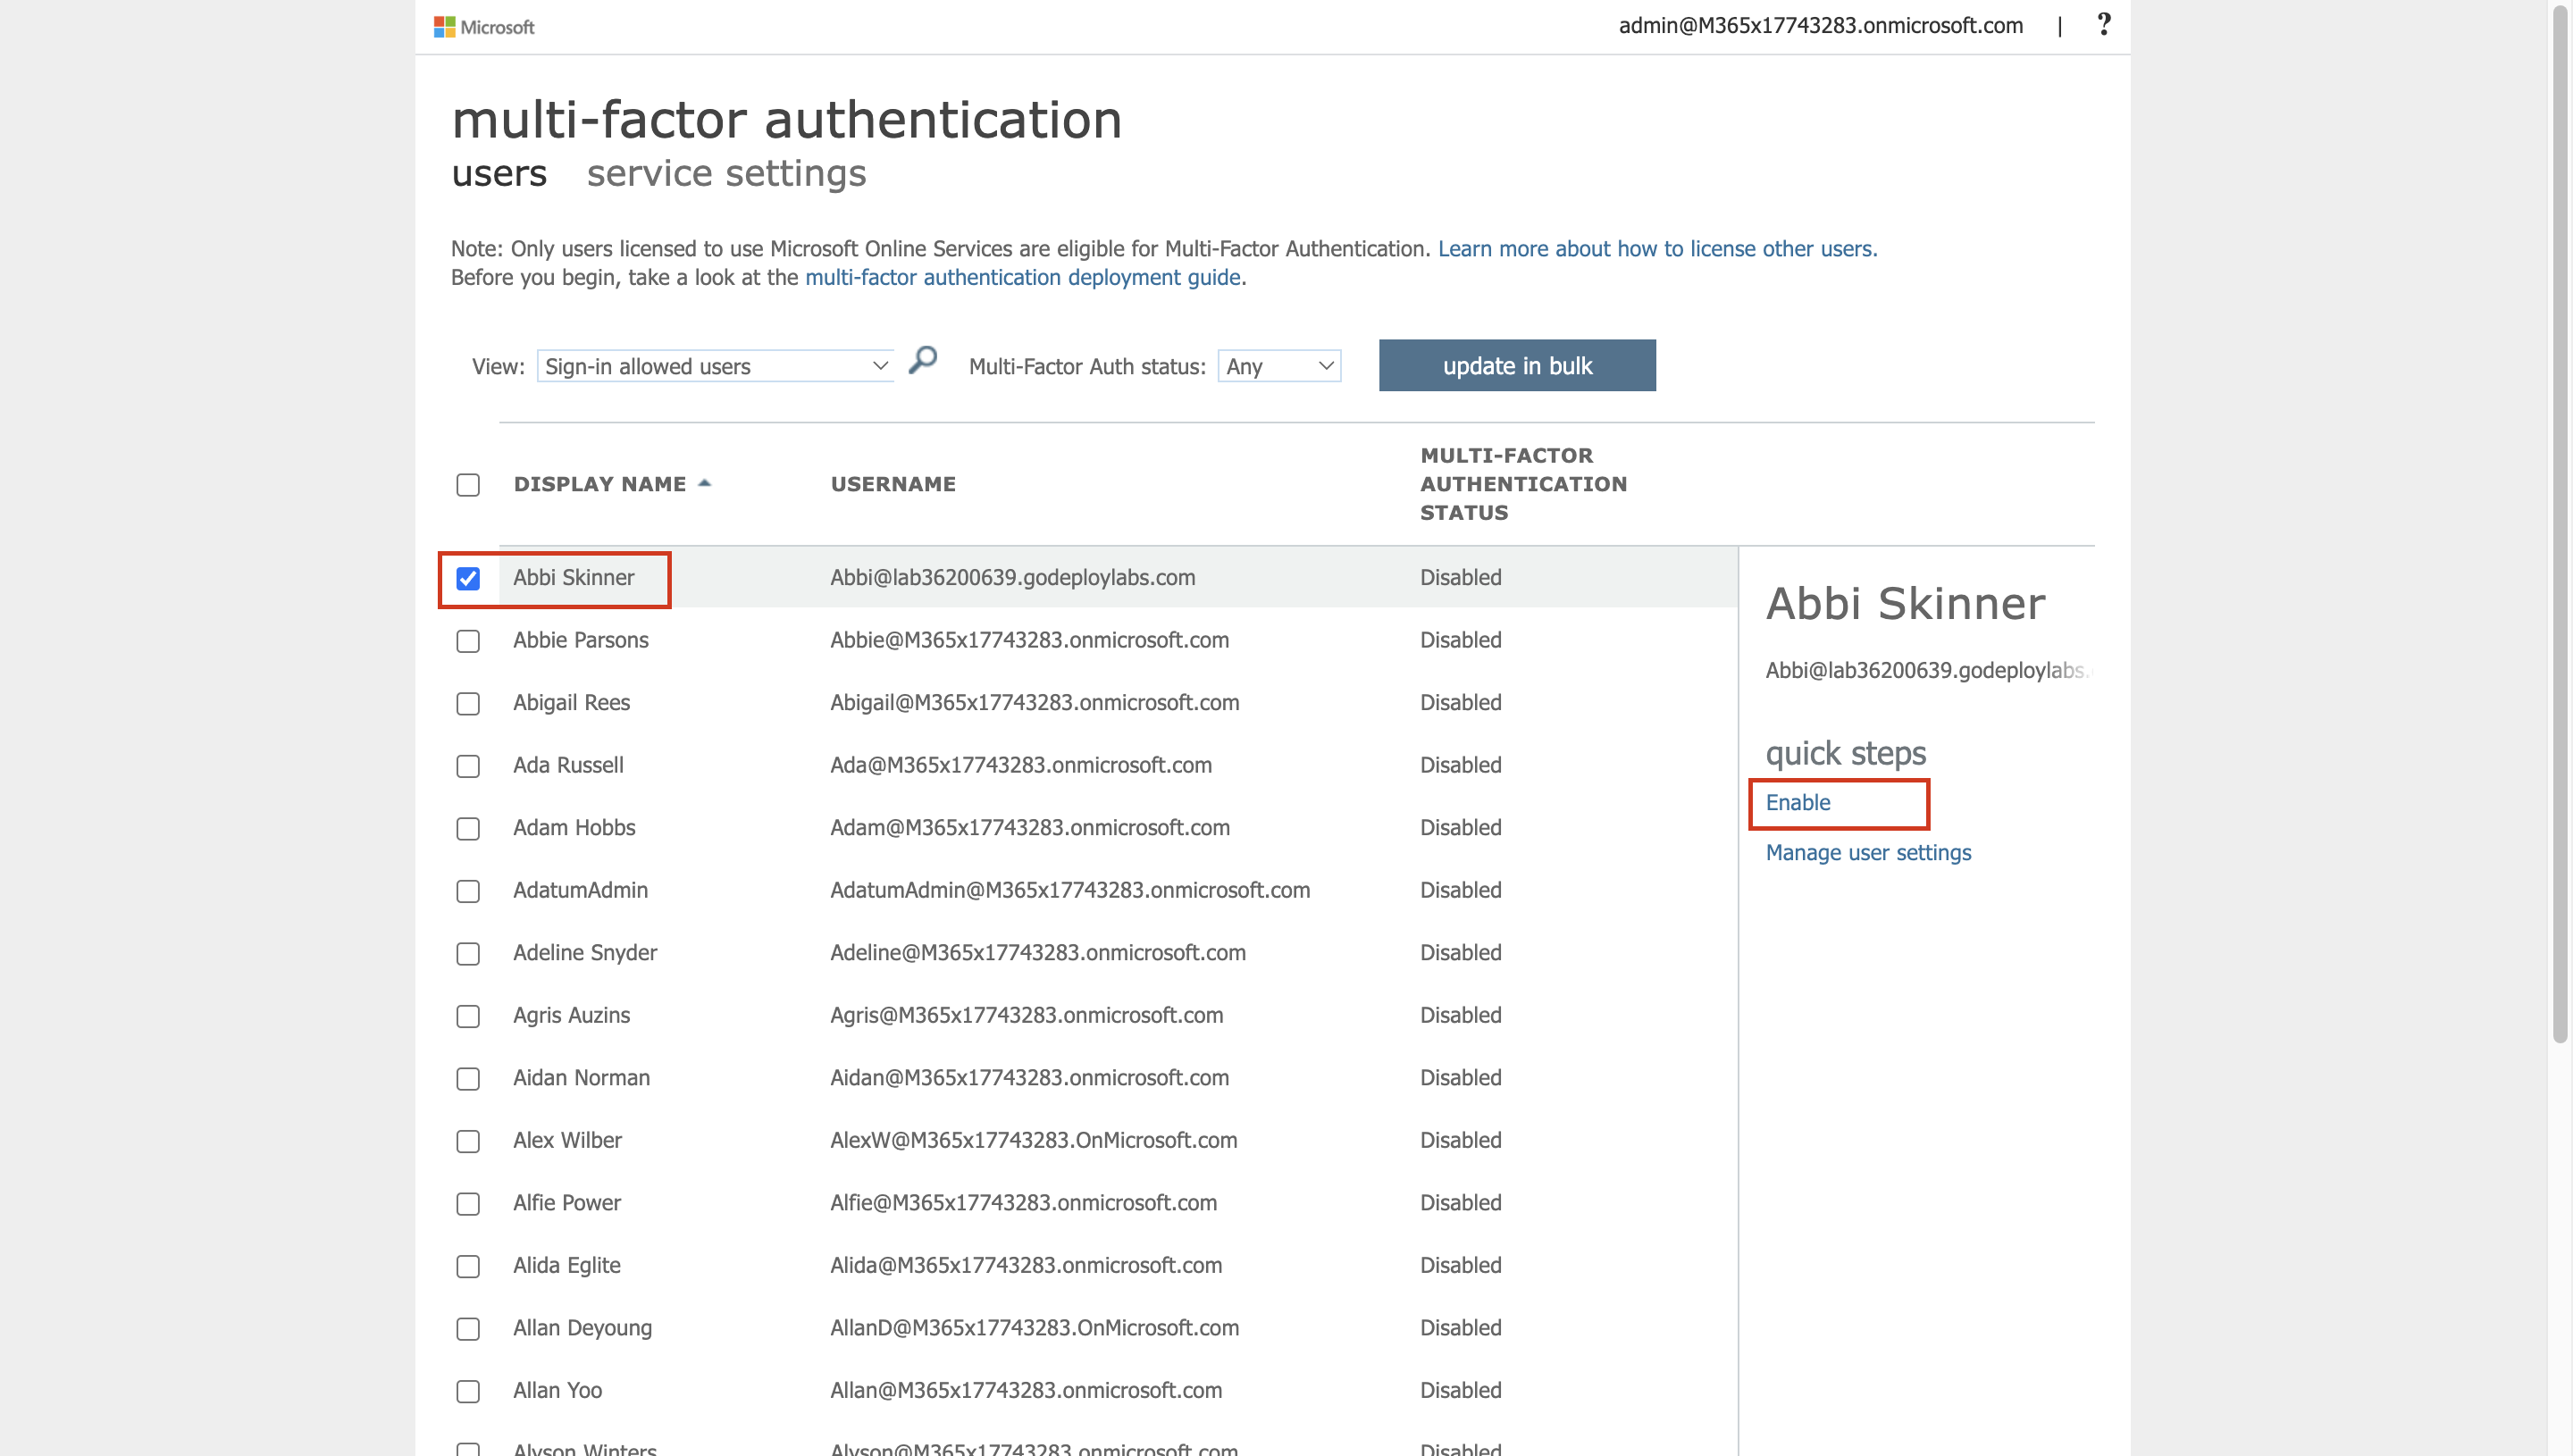 Microsoft
admin@M365x17743283.onmicrosoft.com | ?
multi-factor authentication
users service settings
Note: Only users licensed to use Microsoft Online Services are eligible for Multi-Factor Authentication. Learn more about how to license other users.
Before you begin, take a look at the multi-factor authentication deployment guide.
View: Sign-in allowed users Multi-Factor Auth status: Any update in bulk
DISPLAY NAME USERNAME MULTI-FACTOR
AUTHENTICATION
STATUS
Abbi Skinner Abbi@lab36200639.godeploylabs.com Disabled
Abbie Parsons Abbie@M365x17743283.onmicrosoft.com Disabled
Abigail Rees Abigail@M365x17743283.onmicrosoft.com Disabled
Ada Russell Ada@M365x17743283.onmicrosoft.com Disabled
Adam Hobbs Adam@M365x17743283.onmicrosoft.com Disabled
AdatumAdmin AdatumAdmin@M365x17743283.onmicrosoft.com Disabled
Adeline Snyder Adeline@M365x17743283.onmicrosoft.com Disabled
Agris Auzins Agris@M365x17743283.onmicrosoft.com Disabled
Aidan Norman Aidan@M365x17743283.onmicrosoft.com Disabled
Alex Wilber AlexW@M365x17743283.OnMicrosoft.com Disabled
Alfie Power Alfie@M365x17743283.onmicrosoft.com Disabled
Alida Eglite Alida@M365x17743283.onmicrosoft.com Disabled
Allan Deyoung AllanD@M365x17743283.OnMicrosoft.com Disabled
Allan Yoo Allan@M365x17743283.onmicrosoft.com Disabled
Alyson Winters Alyson@M365x17743283.onmicrosoft.com Disabled
Abbi Skinner
Abbi@lab36200639.godeploylabs.
quick steps
Enable
Manage user settings